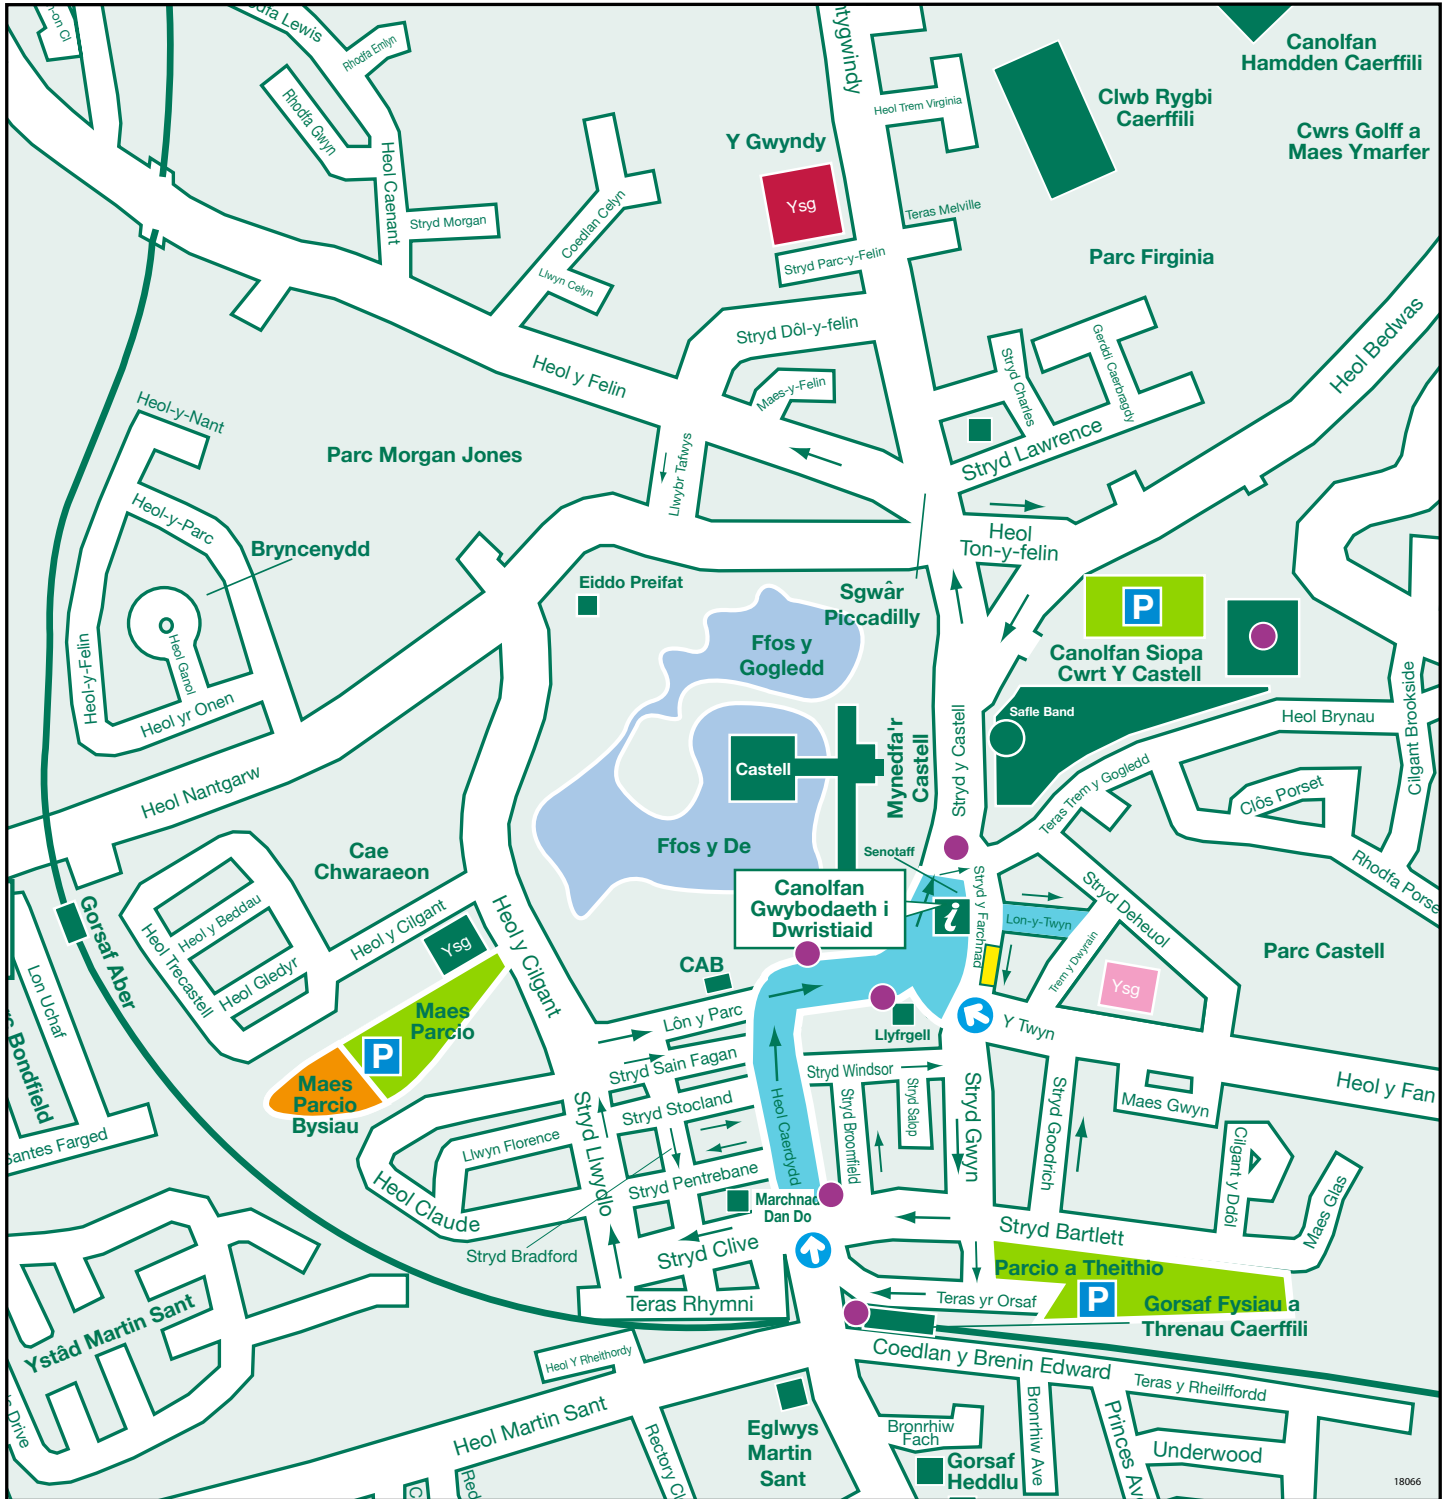 Canolfan
Hamdden Caerffili
Clwb Rygbi
Caerffili
Cwrs Golff a
Maes Ymarfer
Rhodfa Emlyn
Rhodfa Gwyn
Heol Caenant
Stryd Morgan
Coedlan Celyn
Llwyn Celyn
Y Gwyndy
Ysg
Heol Trem Virginia
Teras Melville
Stryd Parc-y-Felin
Parc Firginia
Stryd Dôl-y-felin
Heol y Felin
Maes-y-Felin
Stryd Charles
Gerddi Caerbragdy
Stryd Lawrence
Heol Bedwas
Heol-y-Nant
Parc Morgan Jones
Llwybr Tafwys
Heol-y-Parc
Bryncenydd
Heol
Ton-y-felin
Eiddo Preifat
Sgwâr
Piccadilly
P
Ffos y
Gogledd
Canolfan Siopa
Cwrt Y Castell
Heol-y-Felin
Heol Ganol
Heol yr Onen
Heol Nantgarw
Castell
Mynedfa'r
Castell
Stryd y Castell
Safle Band
Heol Brynau
Cilgant Brookside
Teras Trem y Gogledd
Clôs Porset
Ffos y De
Senotaff
Cae
Chwaraeon
Canolfan
Gwybodaeth i
Dwristiaid
i
Stryd y Farchnad
Lon-y-Twyn
Stryd Deheuol
Trem y Dwyrain
Parc Castell
Ysg
Gorsaf Aber
Heol Trecastell
Heol y Beddau
Heol Gledyr
Heol y Cilgant
Ysg
Heol y Cilgant
CAB
Lôn y Parc
Llyfrgell
Y Twyn
Heol y Fan
Lon Uchaf
Bondfield
Maes
Parcio
P
Maes
Parcio
Bysiau
Stryd Sain Fagan
Stryd Windsor
Stryd Stocland
Stryd Llwydlo
Heol Caerdydd
Stryd Broomfield
Stryd Salop
Stryd Gwyn
Stryd Goodrich
Maes Gwyn
Cilgant y Ddôl
Maes Glas
Santes Farged
Llwyn Florence
Heol Claude
Stryd Pentrebane
Marchnad
Dan Do
Stryd Bradford
Stryd Clive
Stryd Bartlett
Parcio a Theithio
P
Teras yr Orsaf
Teras Rhymni
Gorsaf Fysiau a
Threnau Caerffili
Ystâd Martin Sant
Heol Y Rheithordy
Coedlan y Brenin Edward
Teras y Rheilffordd
Heol Martin Sant
Eglwys
Martin
Sant
Bronrhiw
Fach
Bronrhiw Ave
Underwood
Gorsaf
Heddlu
Drive
18066